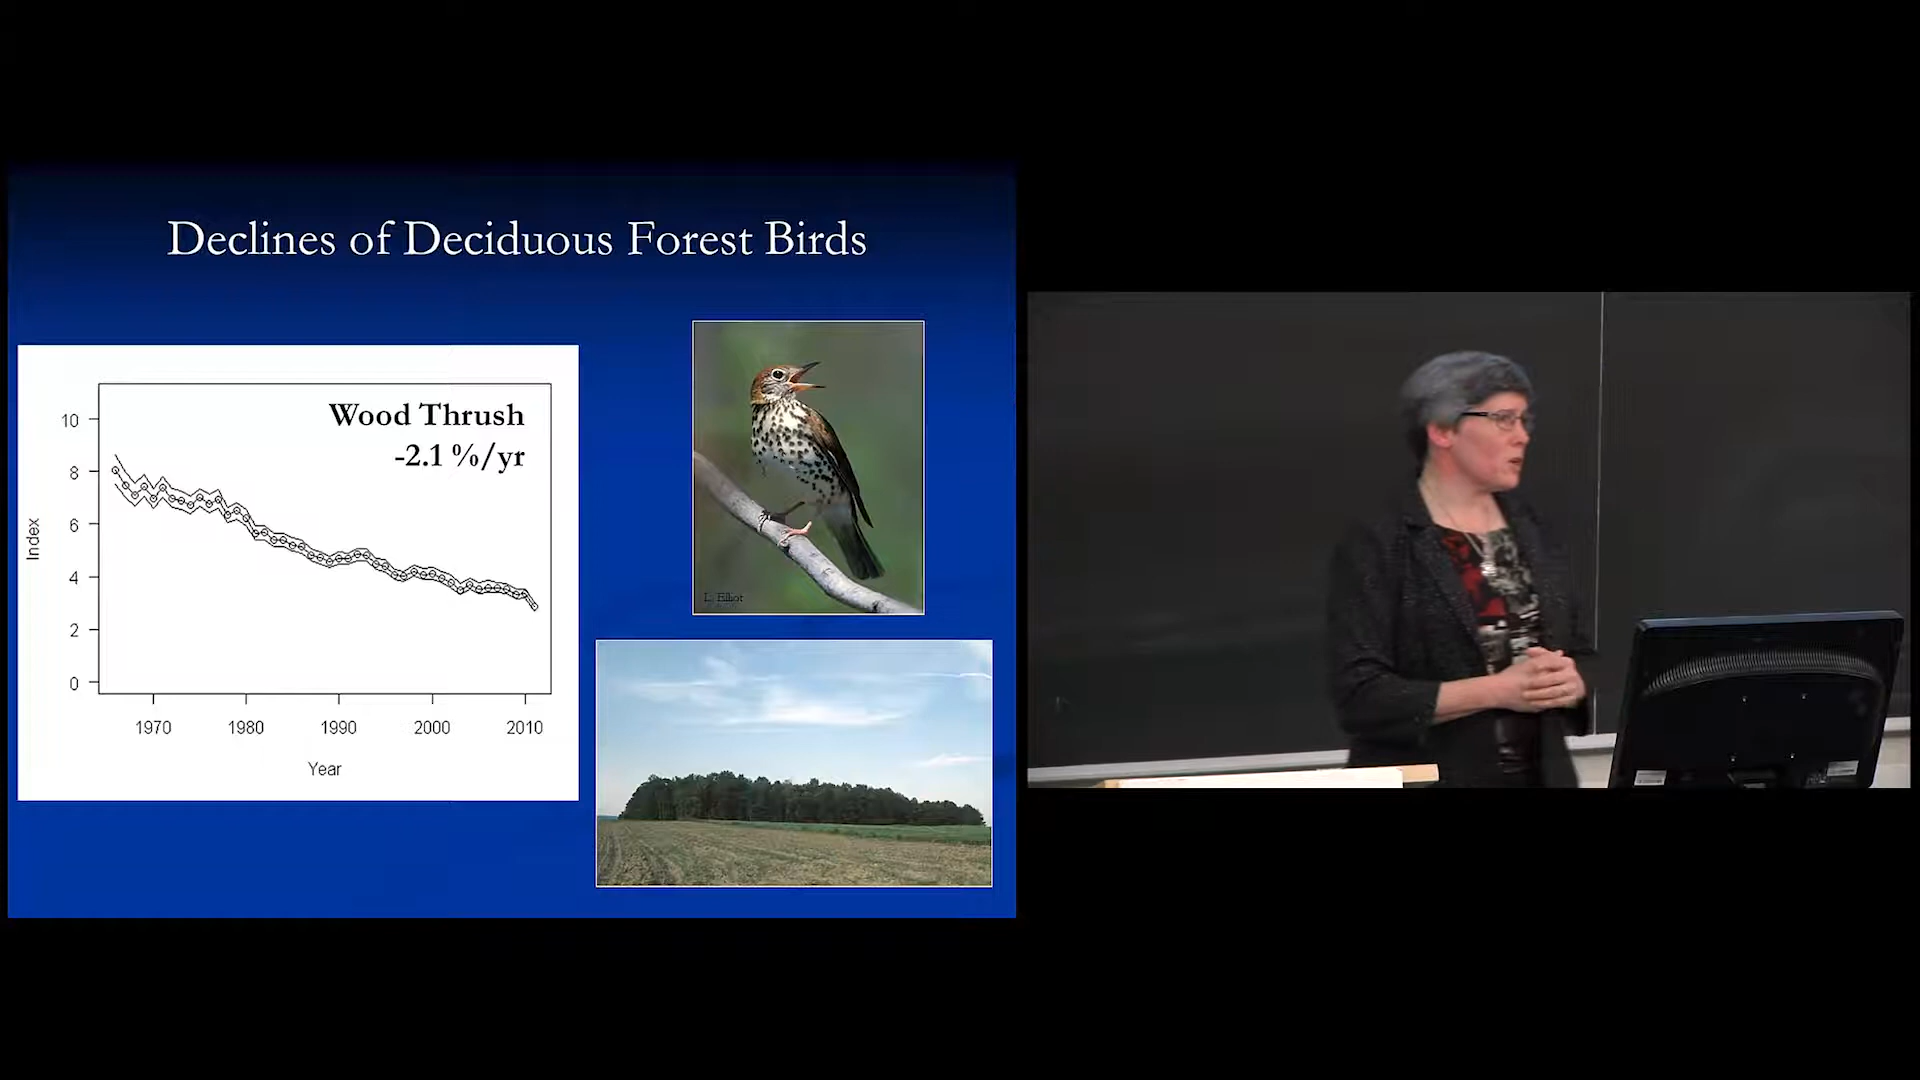 Declines of Deciduous Forest Birds
Wood Thrush
-2.1 %/yr
10
8
6
4
2
0
Index
1970
1980
1990
2000
2010
Year
L. Elliot